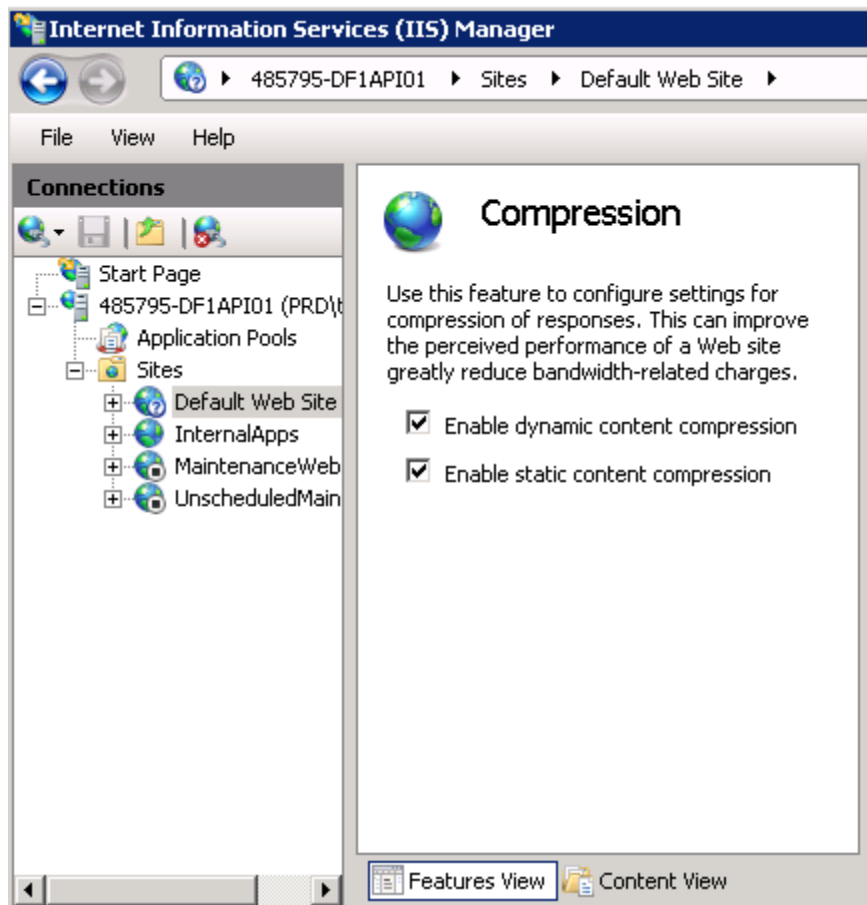 Internet Information Services (IIS) Manager
485795-DF1API01 Sites Default Web Site
File View Help
Connections
Start Page
485795-DF1API01 (PRD\t
Application Pools
Sites
Default Web Site
InternalApps
MaintenanceWeb
UnscheduledMain
Compression
Use this feature to configure settings for
compression of responses. This can improve
the perceived performance of a Web site
greatly reduce bandwidth-related charges.
Enable dynamic content compression
Enable static content compression
Features View Content View